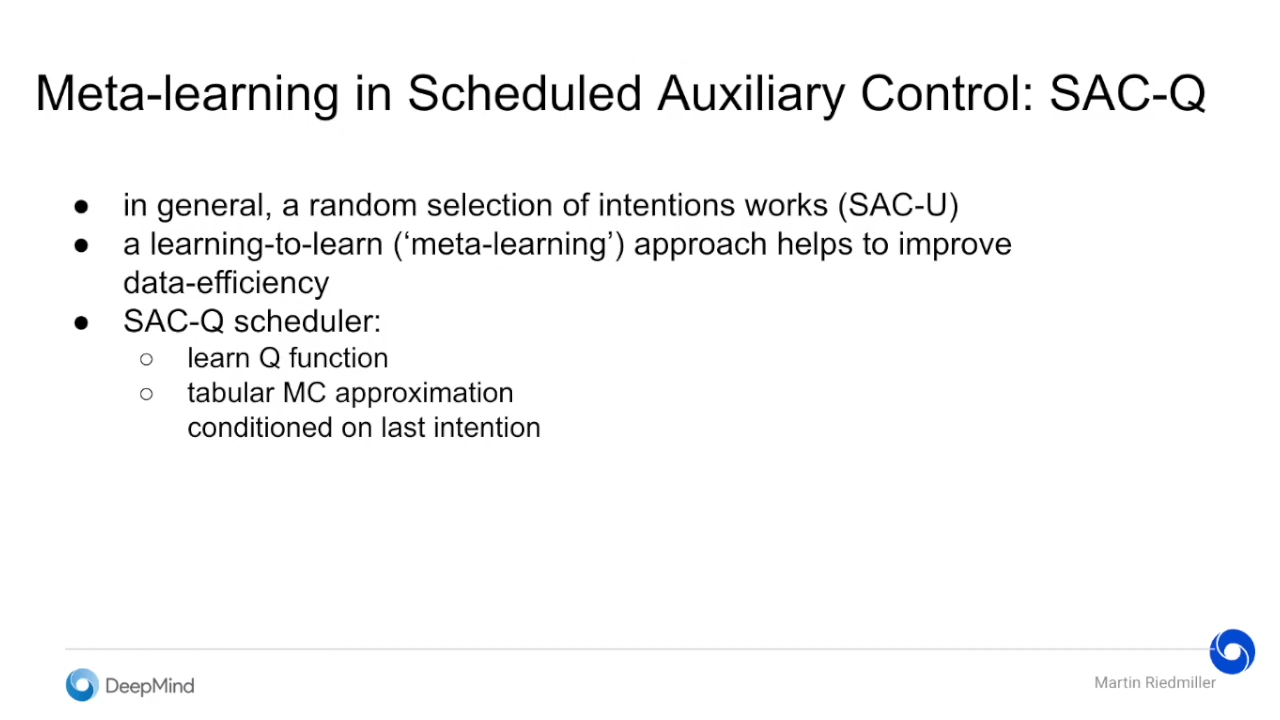 Meta-learning in Scheduled Auxiliary Control: SAC-Q
● in general, a random selection of intentions works (SAC-U)
● a learning-to-learn (‘meta-learning’) approach helps to improve
data-efficiency
● SAC-Q scheduler:
○ learn Q function
○ tabular MC approximation
conditioned on last intention
DeepMind
Martin Riedmiller